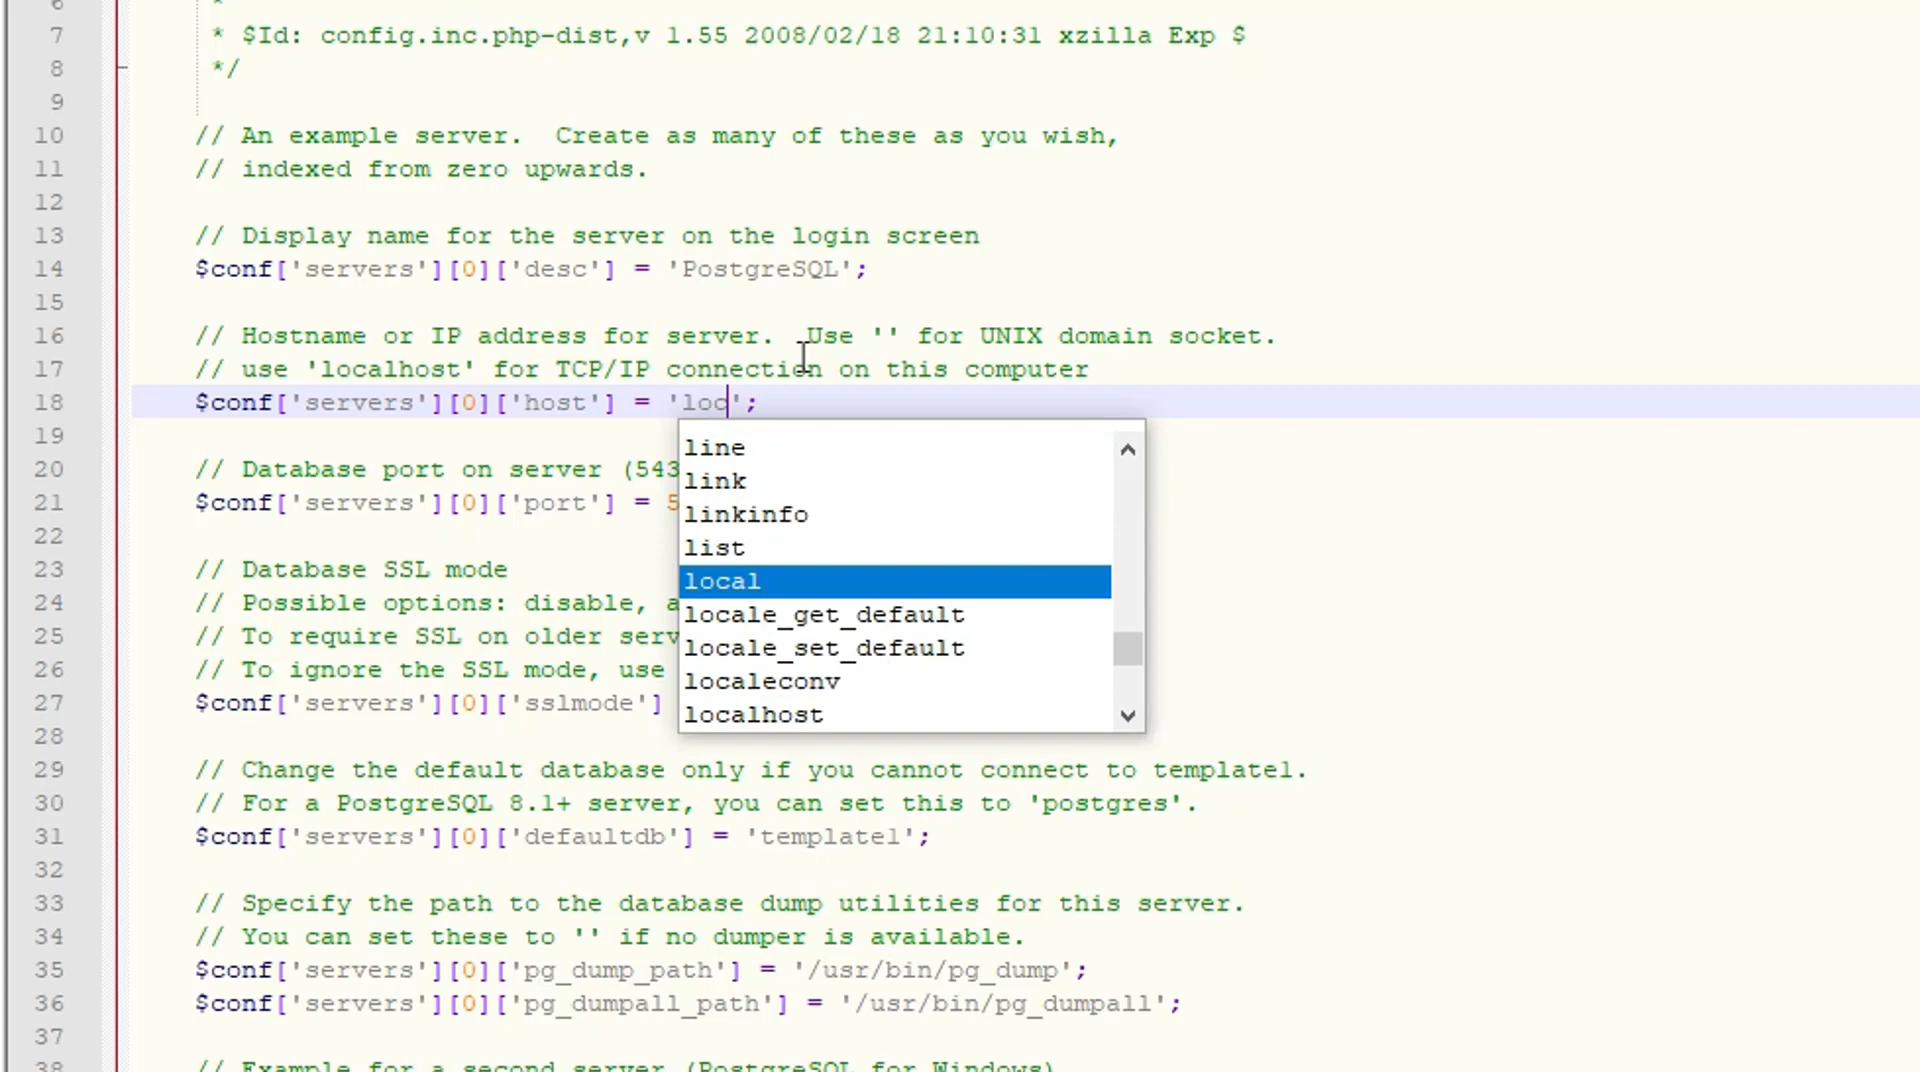 6 *
7 * $Id: config.inc.php-dist,v 1.55 2008/02/18 21:10:31 xzilla Exp $
8 */
9
10 // An example server.  Create as many of these as you wish,
11 // indexed from zero upwards.
12
13 // Display name for the server on the login screen
14 $conf['servers'][0]['desc'] = 'PostgreSQL';
15
16 // Hostname or IP address for server.  Use '' for UNIX domain socket.
17 // use 'localhost' for TCP/IP connection on this computer
18 $conf['servers'][0]['host'] = 'loc';
19
20 // Database port on server (543
21 $conf['servers'][0]['port'] = 5
22
23 // Database SSL mode
24 // Possible options: disable, a
25 // To require SSL on older serv
26 // To ignore the SSL mode, use
27 $conf['servers'][0]['sslmode']
28
line
link
linkinfo
list
local
locale_get_default
locale_set_default
localeconv
localhost
29 // Change the default database only if you cannot connect to template1.
30 // For a PostgreSQL 8.1+ server, you can set this to 'postgres'.
31 $conf['servers'][0]['defaultdb'] = 'template1';
32
33 // Specify the path to the database dump utilities for this server.
34 // You can set these to '' if no dumper is available.
35 $conf['servers'][0]['pg_dump_path'] = '/usr/bin/pg_dump';
36 $conf['servers'][0]['pg_dumpall_path'] = '/usr/bin/pg_dumpall';
37
38 // Example for a second server (PostgreSQL for Windows)